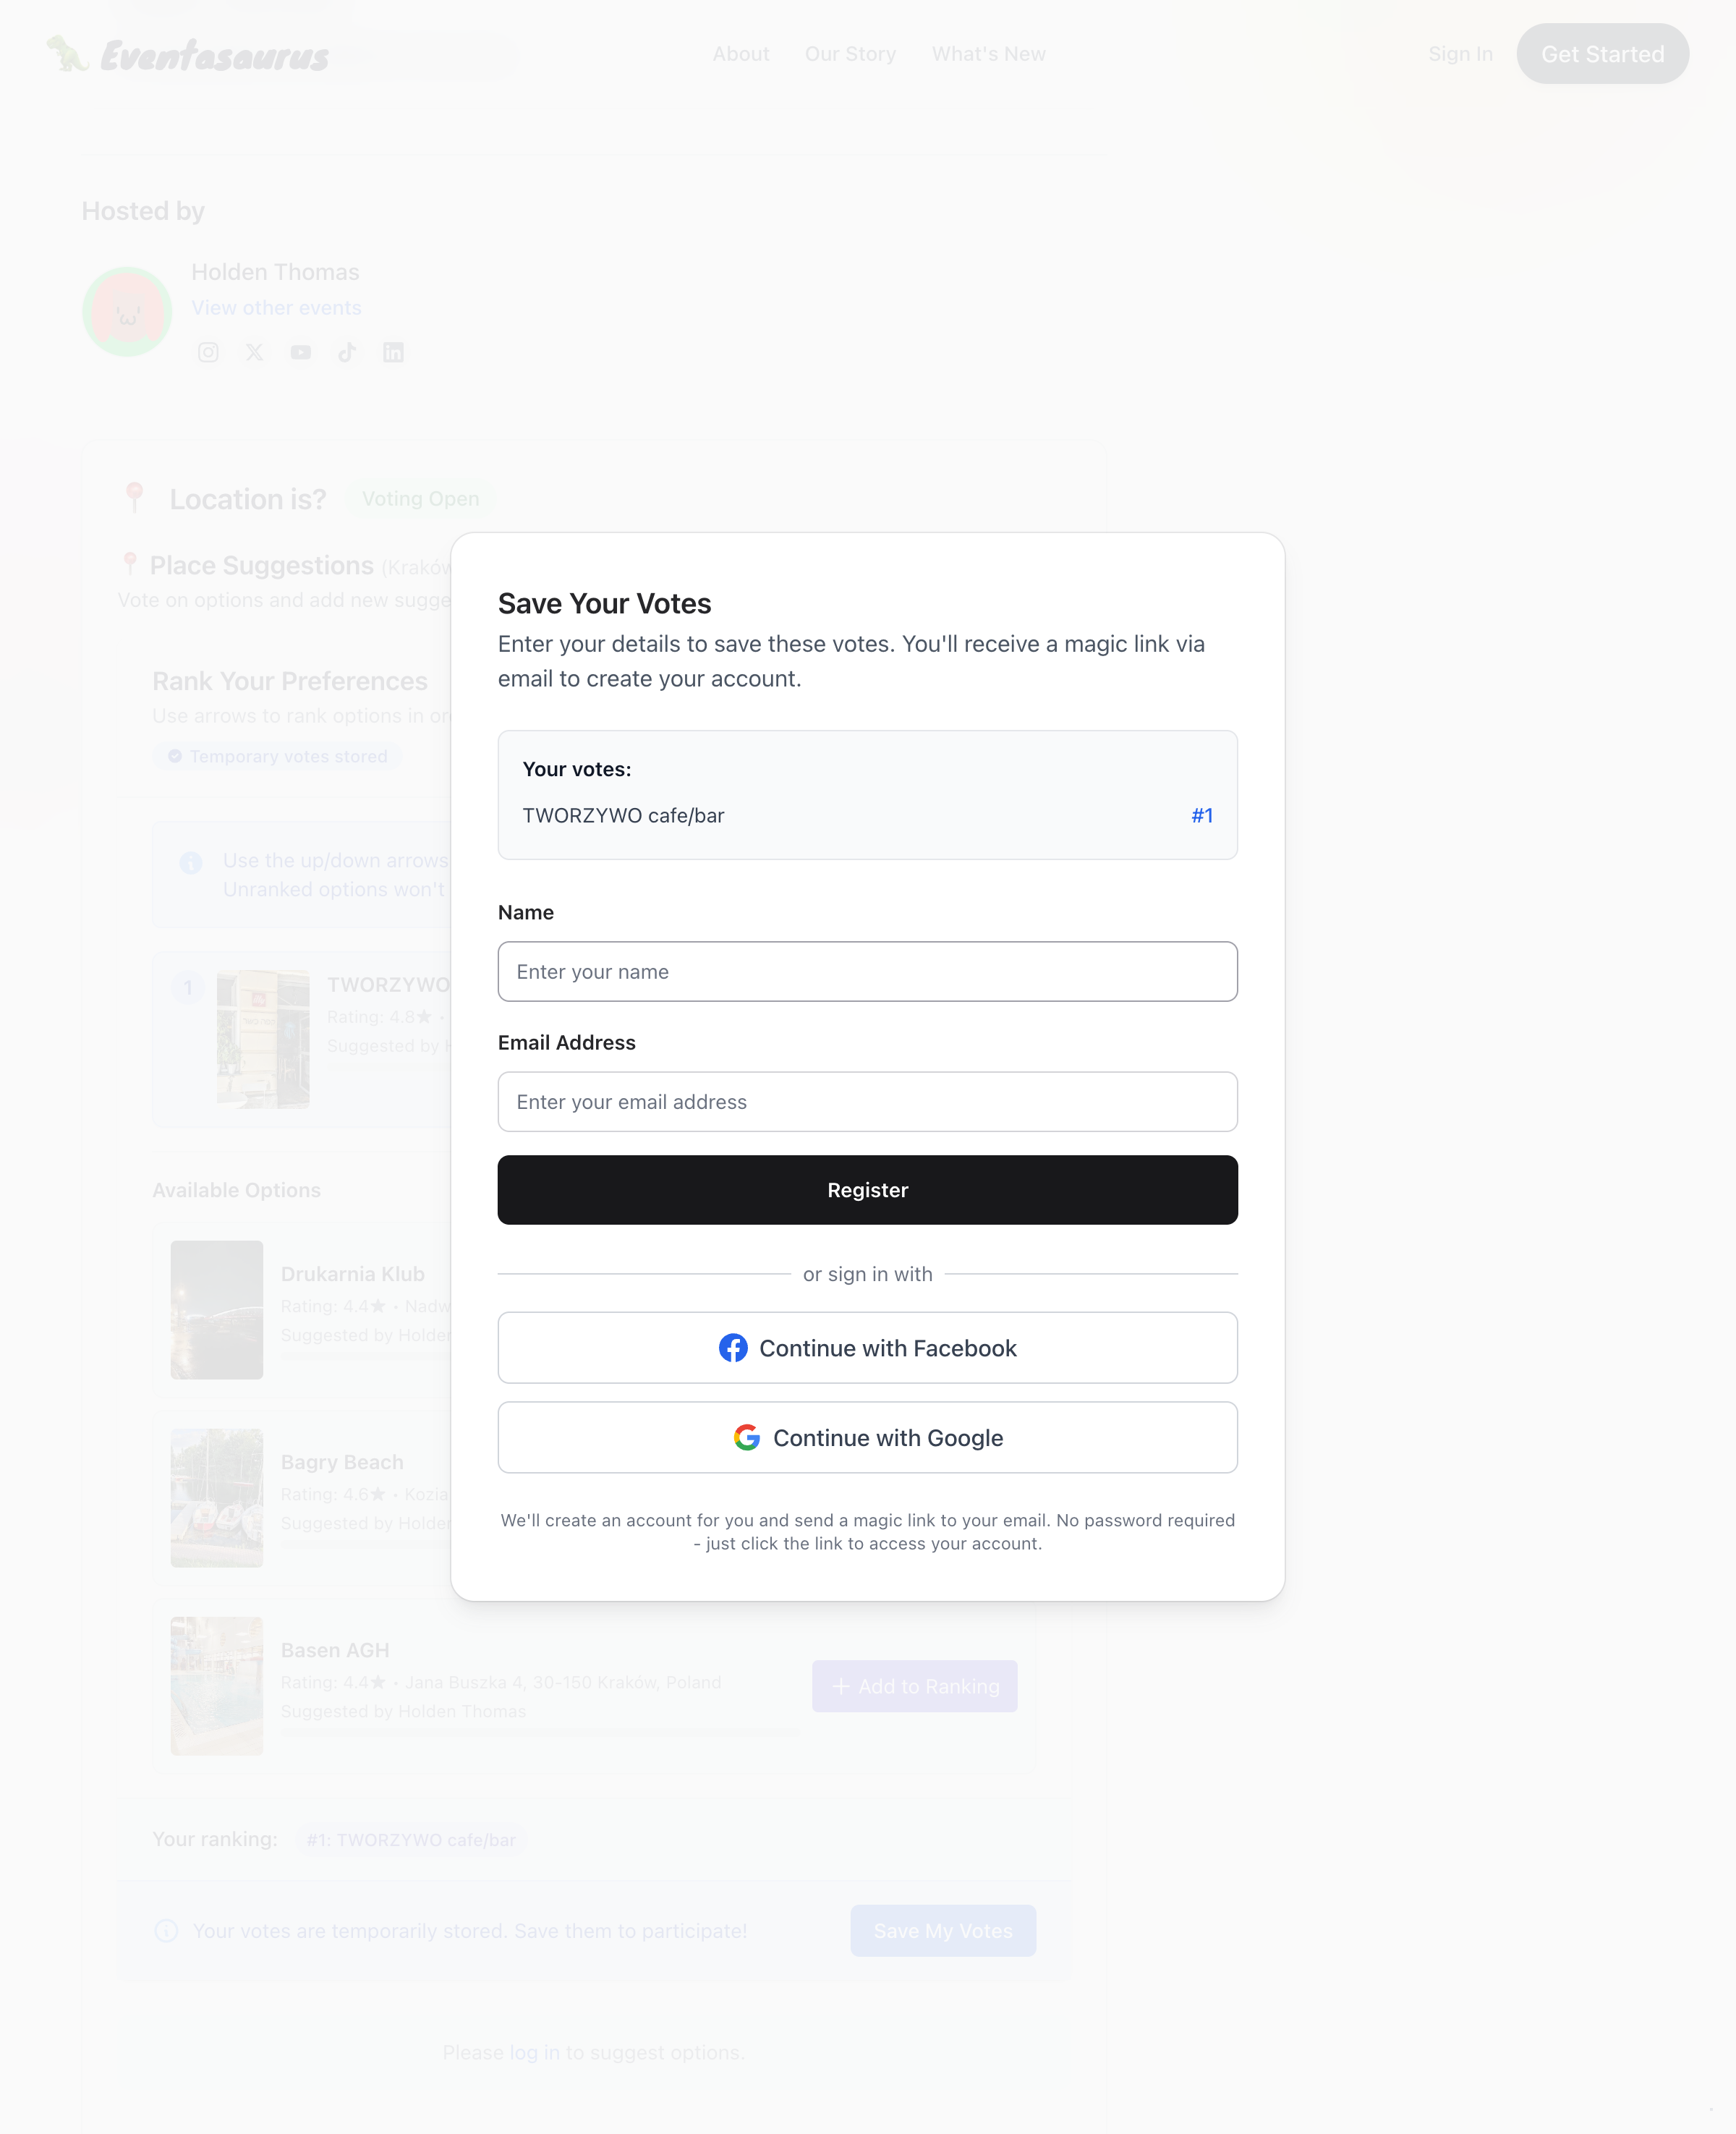 Eventasaurus
About Our Story What's New
Sign In Get Started
Hosted by
Holden Thomas
View other events
Location is? Voting Open
Place Suggestions (Kraków
Vote on options and add new sugge
Rank Your Preferences
Use arrows to rank options in or
Temporary votes stored
Use the up/down arrows
Unranked options won't
1
TWORZYWO
Rating: 4.8★ •
Suggested by H
Available Options
Drukarnia Klub
Rating: 4.4★ • Nadw
Suggested by Holder
Bagry Beach
Rating: 4.6★ • Kozia
Suggested by Holder
Basen AGH
Rating: 4.4★ • Jana Buszka 4, 30-150 Kraków, Poland
Suggested by Holden Thomas
+ Add to Ranking
Your ranking: #1: TWORZYWO cafe/bar
Your votes are temporarily stored. Save them to participate!
Save My Votes
Please log in to suggest options.
Save Your Votes
Enter your details to save these votes. You'll receive a magic link via
email to create your account.
Your votes:
TWORZYWO cafe/bar #1
Name
Enter your name
Email Address
Enter your email address
Register
or sign in with
Continue with Facebook
Continue with Google
We'll create an account for you and send a magic link to your email. No password required
- just click the link to access your account.